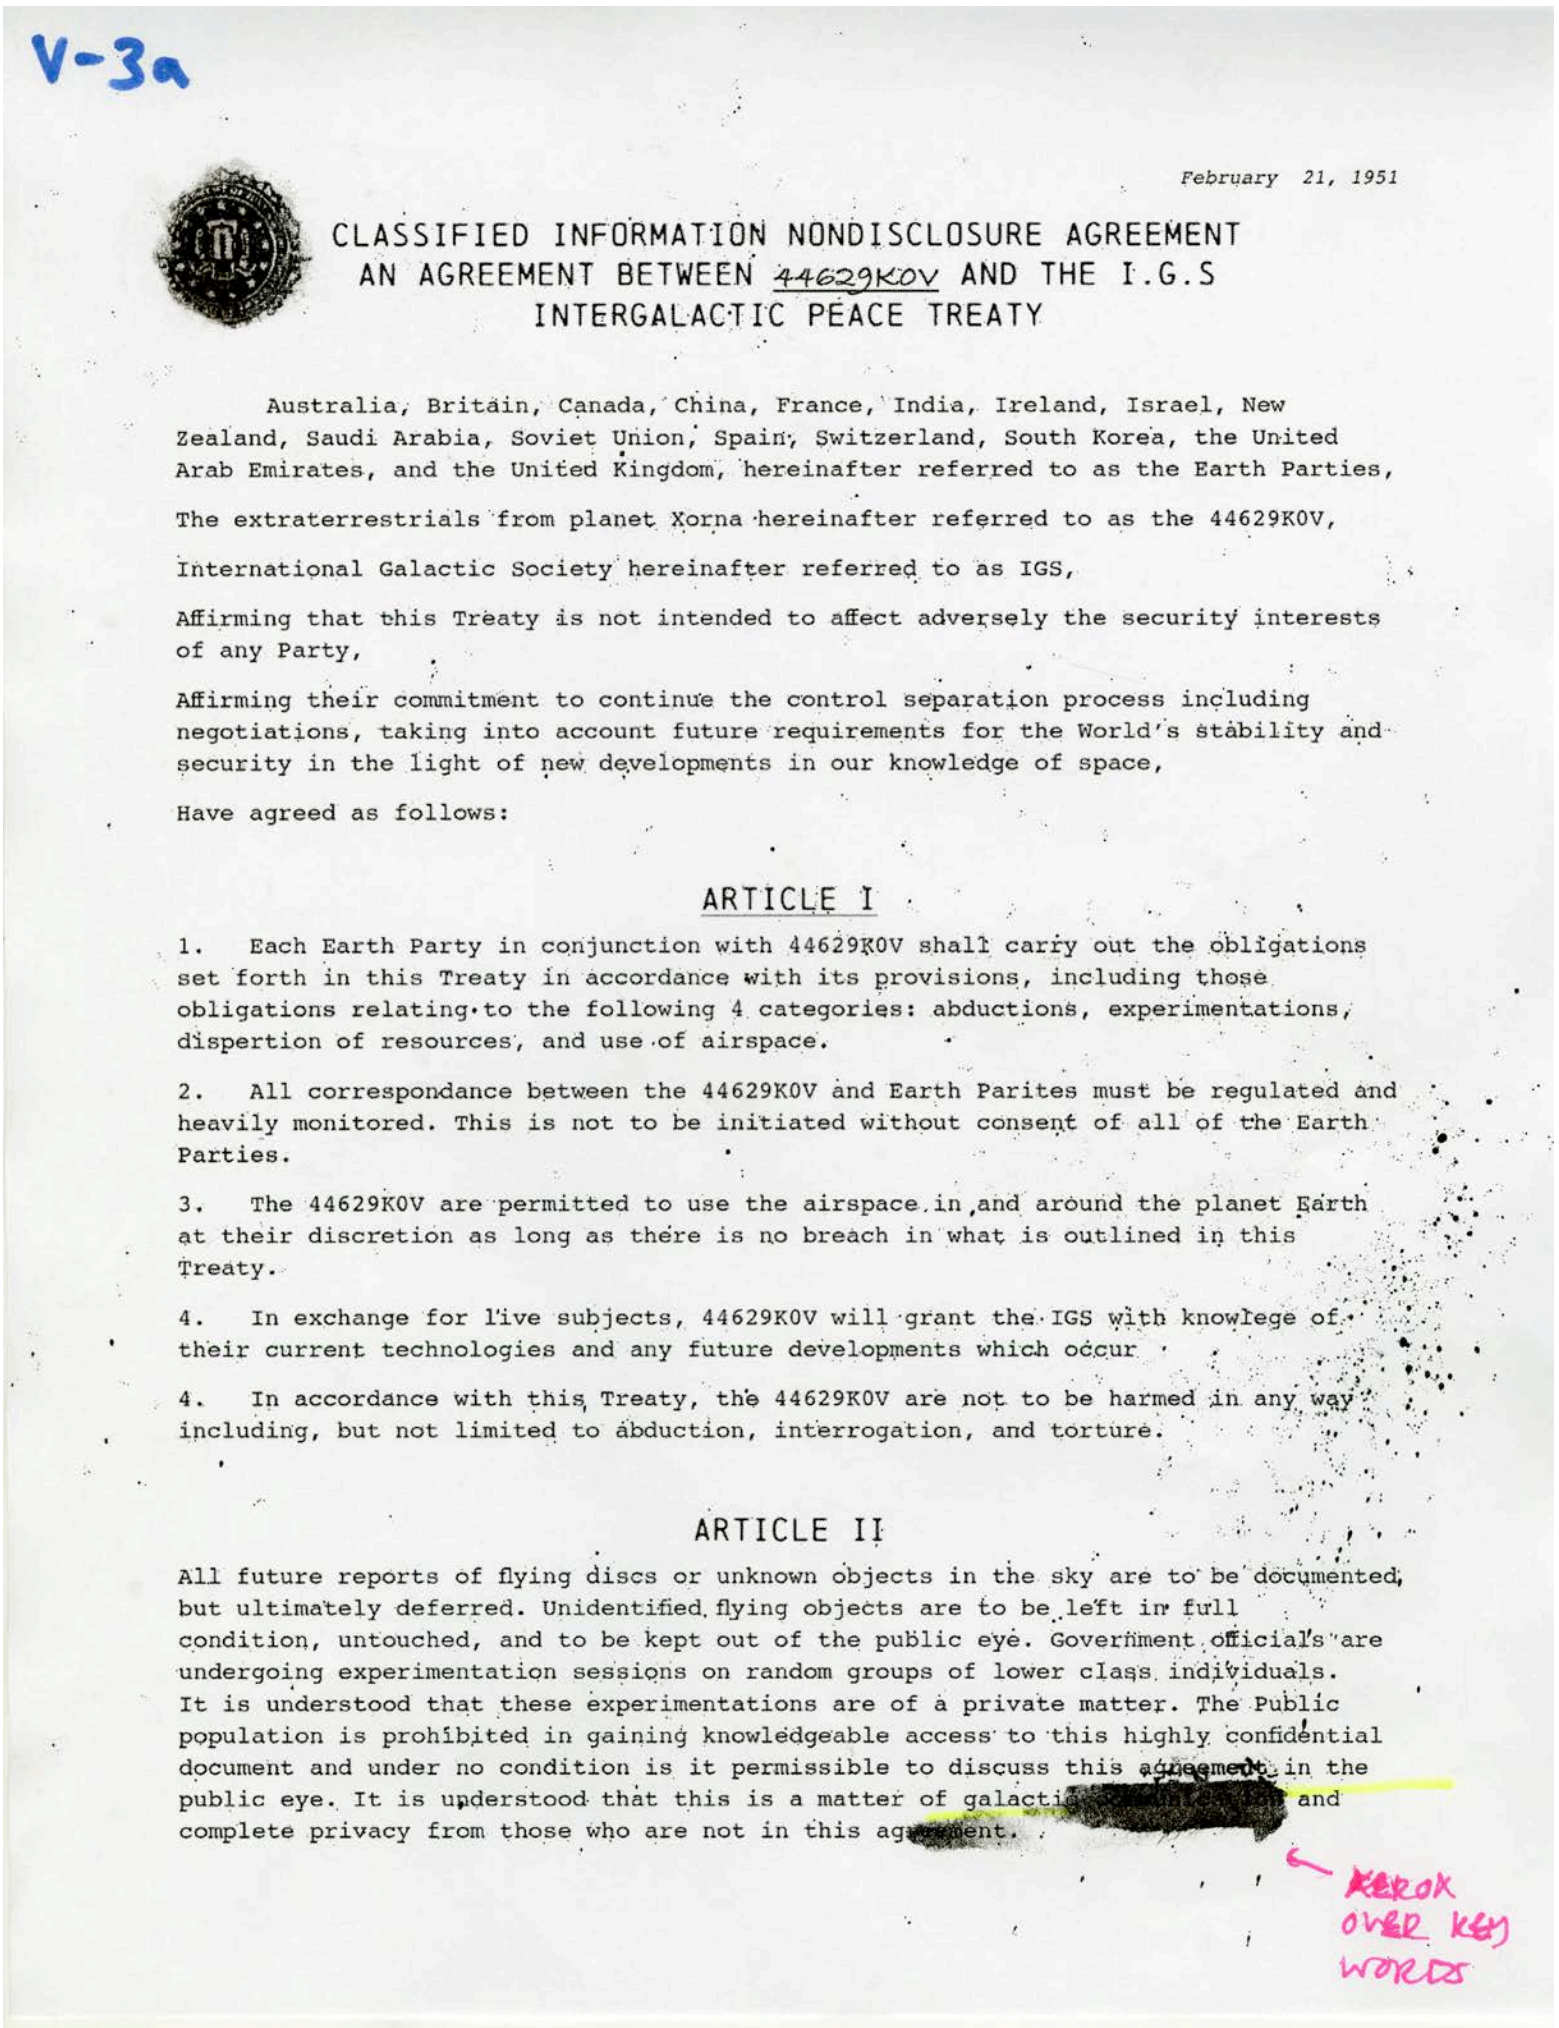 V-3a
February 21, 1951
CLASSIFIED INFORMATION NONDISCLOSURE AGREEMENT
AN AGREEMENT BETWEEN 44629KOV AND THE I.G.S
INTERGALACTIC PEACE TREATY
Australia, Britain, Canada, China, France, India, Ireland, Israel, New
Zealand, Saudi Arabia, Soviet Union, Spain, Switzerland, South Korea, the United
Arab Emirates, and the United Kingdom, hereinafter referred to as the Earth Parties,
The extraterrestrials from planet Xorna hereinafter referred to as the 44629KOV,
International Galactic Society hereinafter referred to as IGS,
Affirming that this Treaty is not intended to affect adversely the security interests
of any Party,
Affirming their commitment to continue the control separation process including
negotiations, taking into account future requirements for the World's stability and
security in the light of new developments in our knowledge of space,
Have agreed as follows:
ARTICLE I
1. Each Earth Party in conjunction with 44629KOV shall carry out the obligations
set forth in this Treaty in accordance with its provisions, including those
obligations relating to the following 4 categories: abductions, experimentations,
dispertion of resources, and use of airspace.
2. All correspondance between the 44629KOV and Earth Parites must be regulated and
heavily monitored. This is not to be initiated without consent of all of the Earth
Parties.
3. The 44629KOV are permitted to use the airspace in and around the planet Earth
at their discretion as long as there is no breach in what is outlined in this
Treaty.
4. In exchange for live subjects, 44629KOV will grant the IGS with knowlege of
their current technologies and any future developments which occur
4. In accordance with this Treaty, the 44629KOV are not to be harmed in any way
including, but not limited to abduction, interrogation, and torture.
ARTICLE II
All future reports of flying discs or unknown objects in the sky are to be documented,
but ultimately deferred. Unidentified flying objects are to be left in full
condition, untouched, and to be kept out of the public eye. Government official's are
undergoing experimentation sessions on random groups of lower class individuals.
It is understood that these experimentations are of a private matter. The Public
population is prohibited in gaining knowledgeable access to this highly confidential
document and under no condition is it permissible to discuss this agreement in the
public eye. It is understood that this is a matter of galactic and
complete privacy from those who are not in this agreement.
XEROX
OVER KEY
WORDS